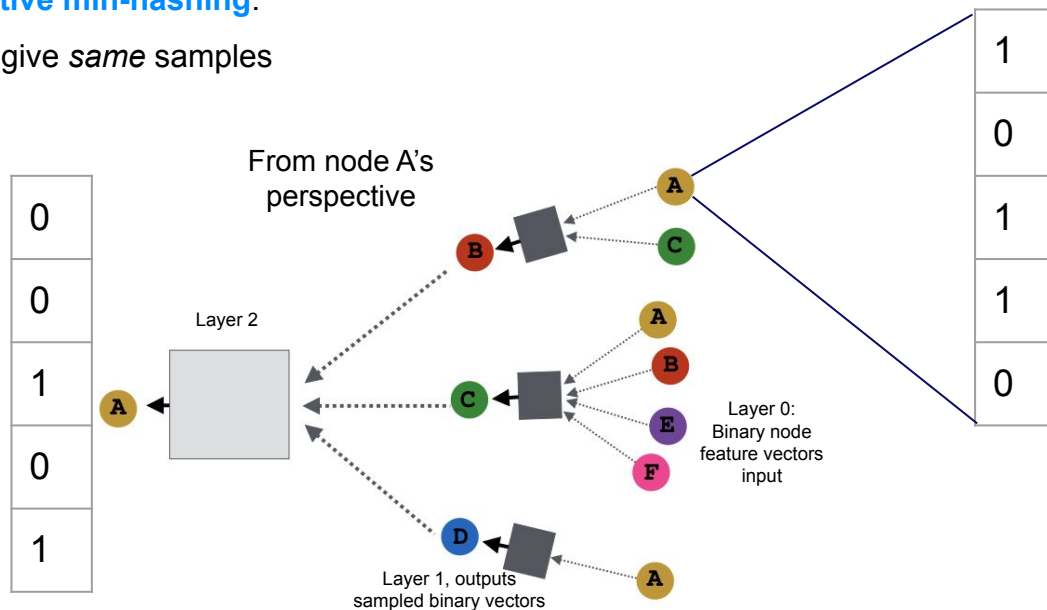 min-hashing.
give same samples
From node A's
perspective
1
0
1
1
0
0
0
1
0
1
Layer 2
A
B
C
D
A
C
A
B
E
F
A
Layer 0:
Binary node
feature vectors
input
Layer 1, outputs
sampled binary vectors